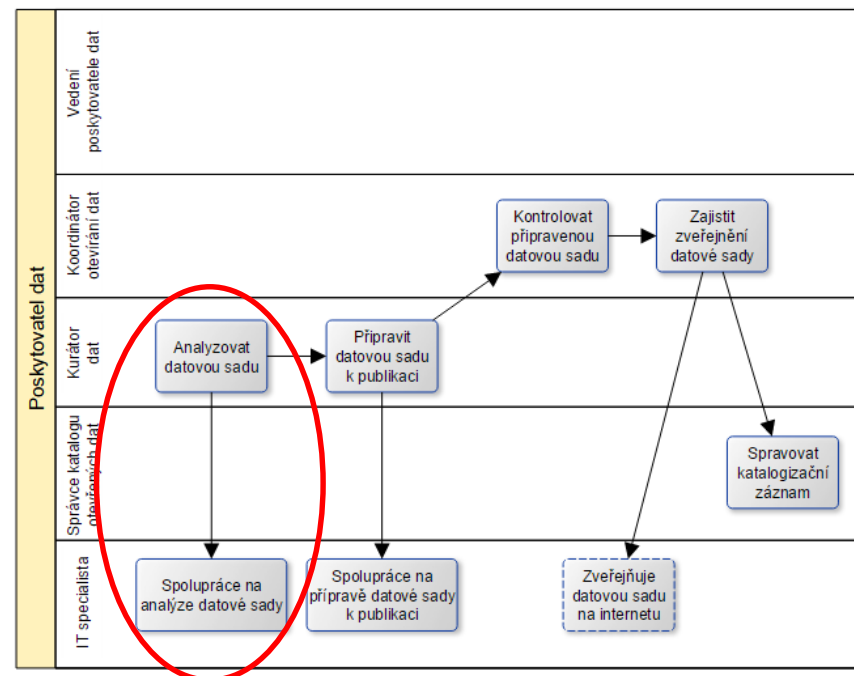 Poskytovatel dat
Vedení
poskytovatele dat
Koordinátor
otevírání dat
Kontrolovat
připravenou
datovou sadu
Zajistit
zveřejnění
datové sady
Kurátor
dat
Analyzovat
datovou sadu
Připravit
datovou sadu
k publikaci
Správce katalogu
otevřených dat
Spravovat
katalogizační
záznam
IT specialista
Spolupráce na
analýze datové sady
Spolupráce na
přípravě datové sady
k publikaci
Zveřejňuje
datovou sadu
na internetu